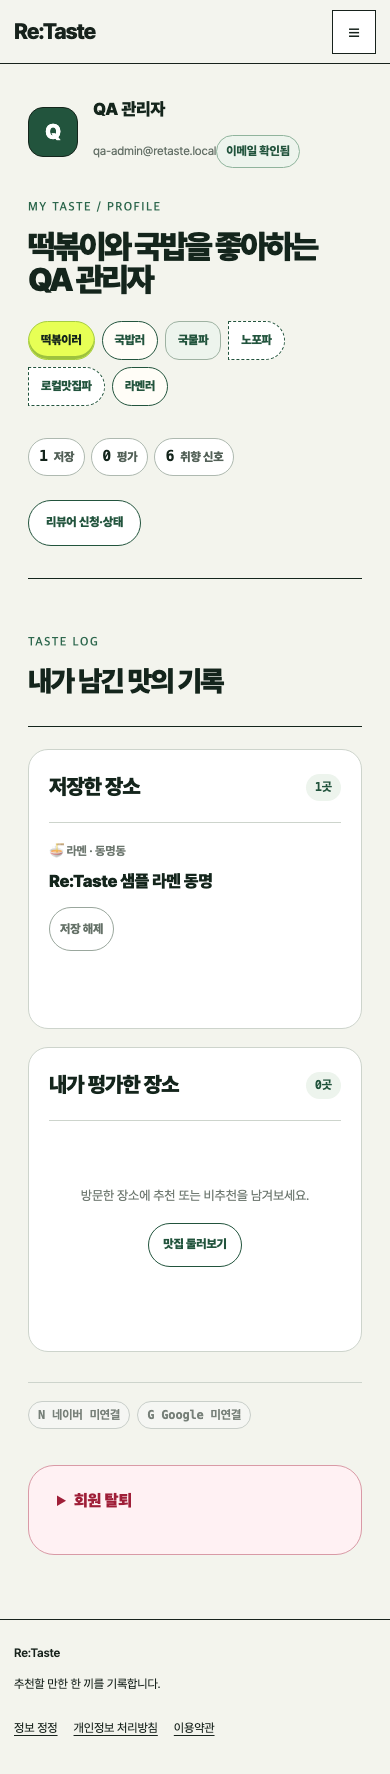 Re:Taste
≡
Q
QA 관리자
qa-admin@retaste.local 이메일 확인됨
MY TASTE / PROFILE
떡볶이와 국밥을 좋아하는
QA 관리자
떡볶이러 국밥러 국물파 노포파
로컬맛집파 라멘러
1 저장 0 평가 6 취향 신호
리뷰어 신청·상태
TASTE LOG
내가 남긴 맛의 기록
저장한 장소 1곳
🍜 라멘 · 동명동
Re:Taste 샘플 라멘 동명
저장 해제
내가 평가한 장소 0곳
방문한 장소에 추천 또는 비추천을 남겨보세요.
맛집 둘러보기
N 네이버 미연결 G Google 미연결
▶ 회원 탈퇴
Re:Taste
추천할 만한 한 끼를 기록합니다.
정보 정정 개인정보 처리방침 이용약관